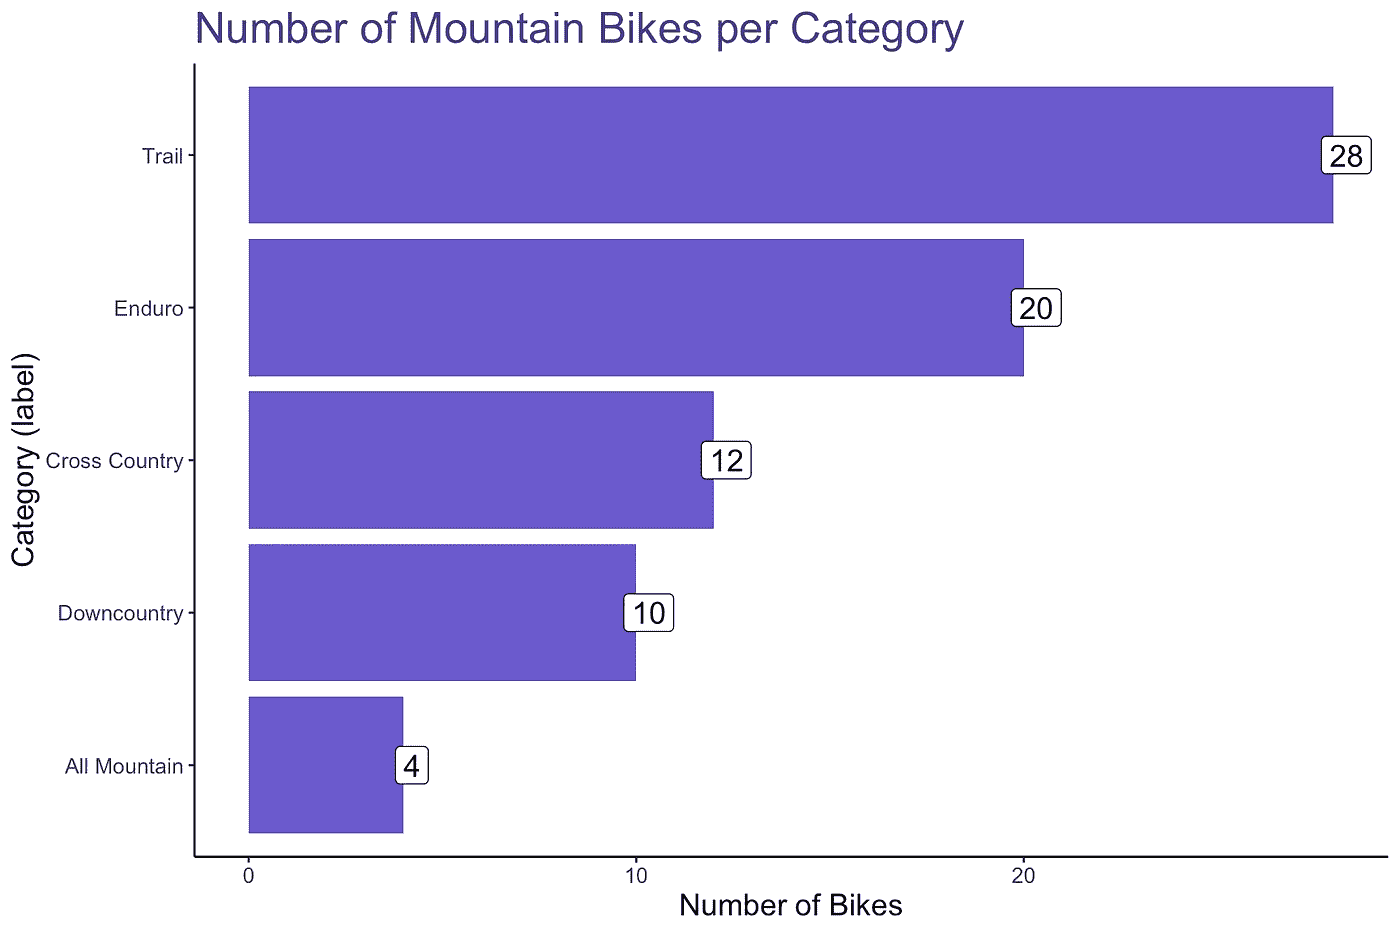 Number of Mountain Bikes per Category
Trail
28
Enduro
20
Category (label)
Cross Country
12
Downcountry
10
All Mountain
4
0
10
20
Number of Bikes